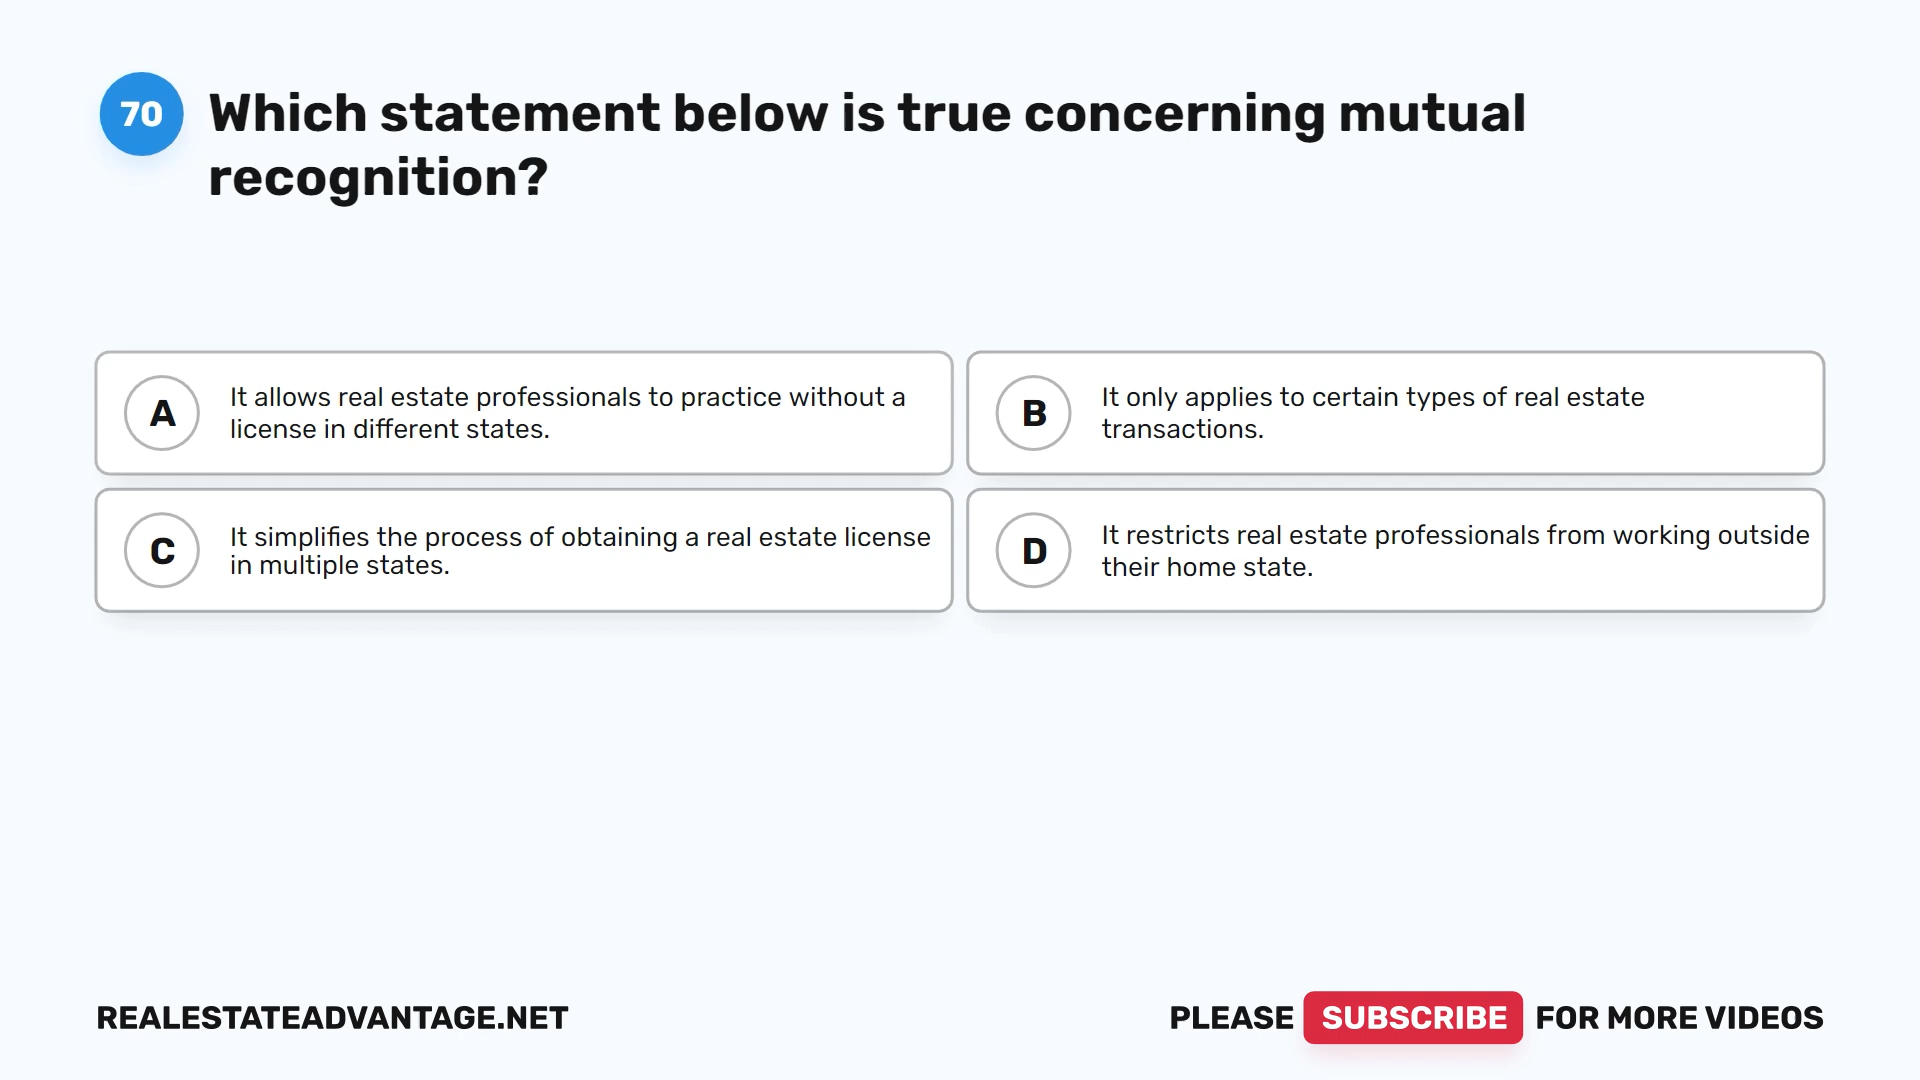 70
Which statement below is true concerning mutual
recognition?
A
It allows real estate professionals to practice without a
license in different states.
B
It only applies to certain types of real estate
transactions.
C
It simplifies the process of obtaining a real estate license
in multiple states.
D
It restricts real estate professionals from working outside
their home state.
REALESTATEADVANTAGE.NET
PLEASE SUBSCRIBE FOR MORE VIDEOS